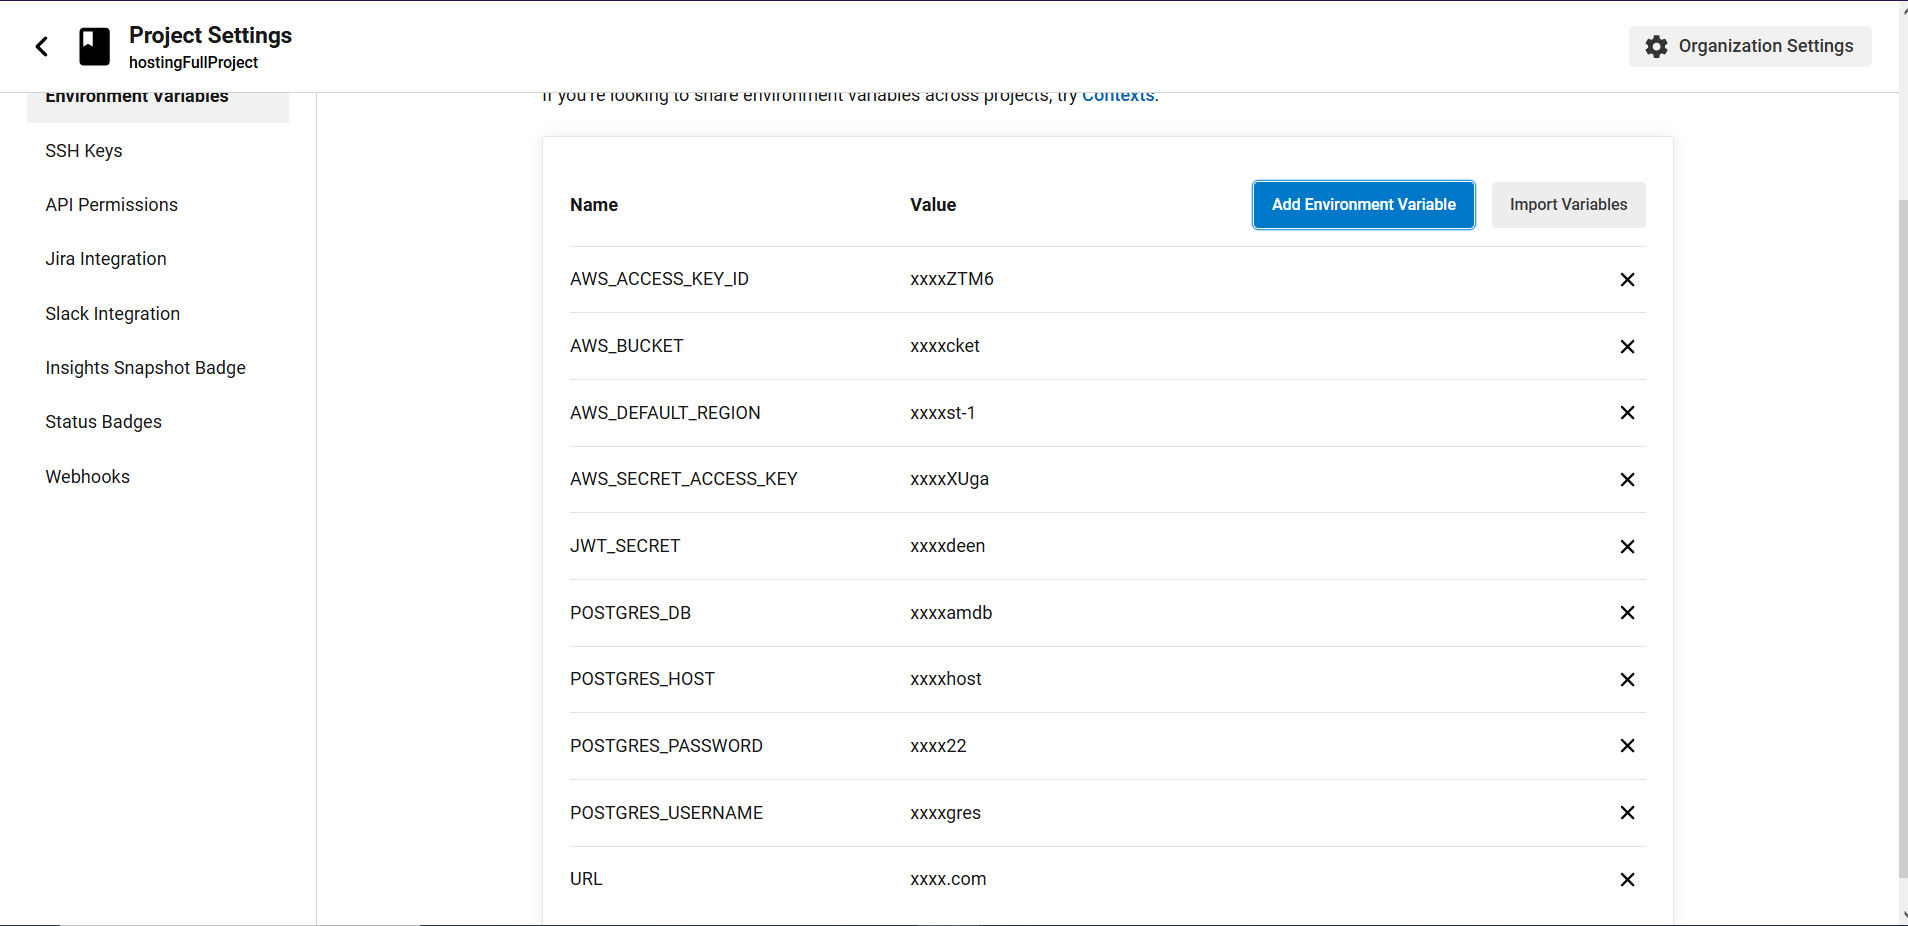 Project Settings
hostingFullProject
Organization Settings
Environment Variables
SSH Keys
API Permissions
Jira Integration
Slack Integration
Insights Snapshot Badge
Status Badges
Webhooks
If you're looking to share environment variables across projects, try Contexts.
Name Value Add Environment Variable Import Variables
AWS_ACCESS_KEY_ID xxxxZTM6
AWS_BUCKET xxxxcket
AWS_DEFAULT_REGION xxxxst-1
AWS_SECRET_ACCESS_KEY xxxxXUga
JWT_SECRET xxxxdeen
POSTGRES_DB xxxxamdb
POSTGRES_HOST xxxxhost
POSTGRES_PASSWORD xxxx22
POSTGRES_USERNAME xxxxgres
URL xxxx.com